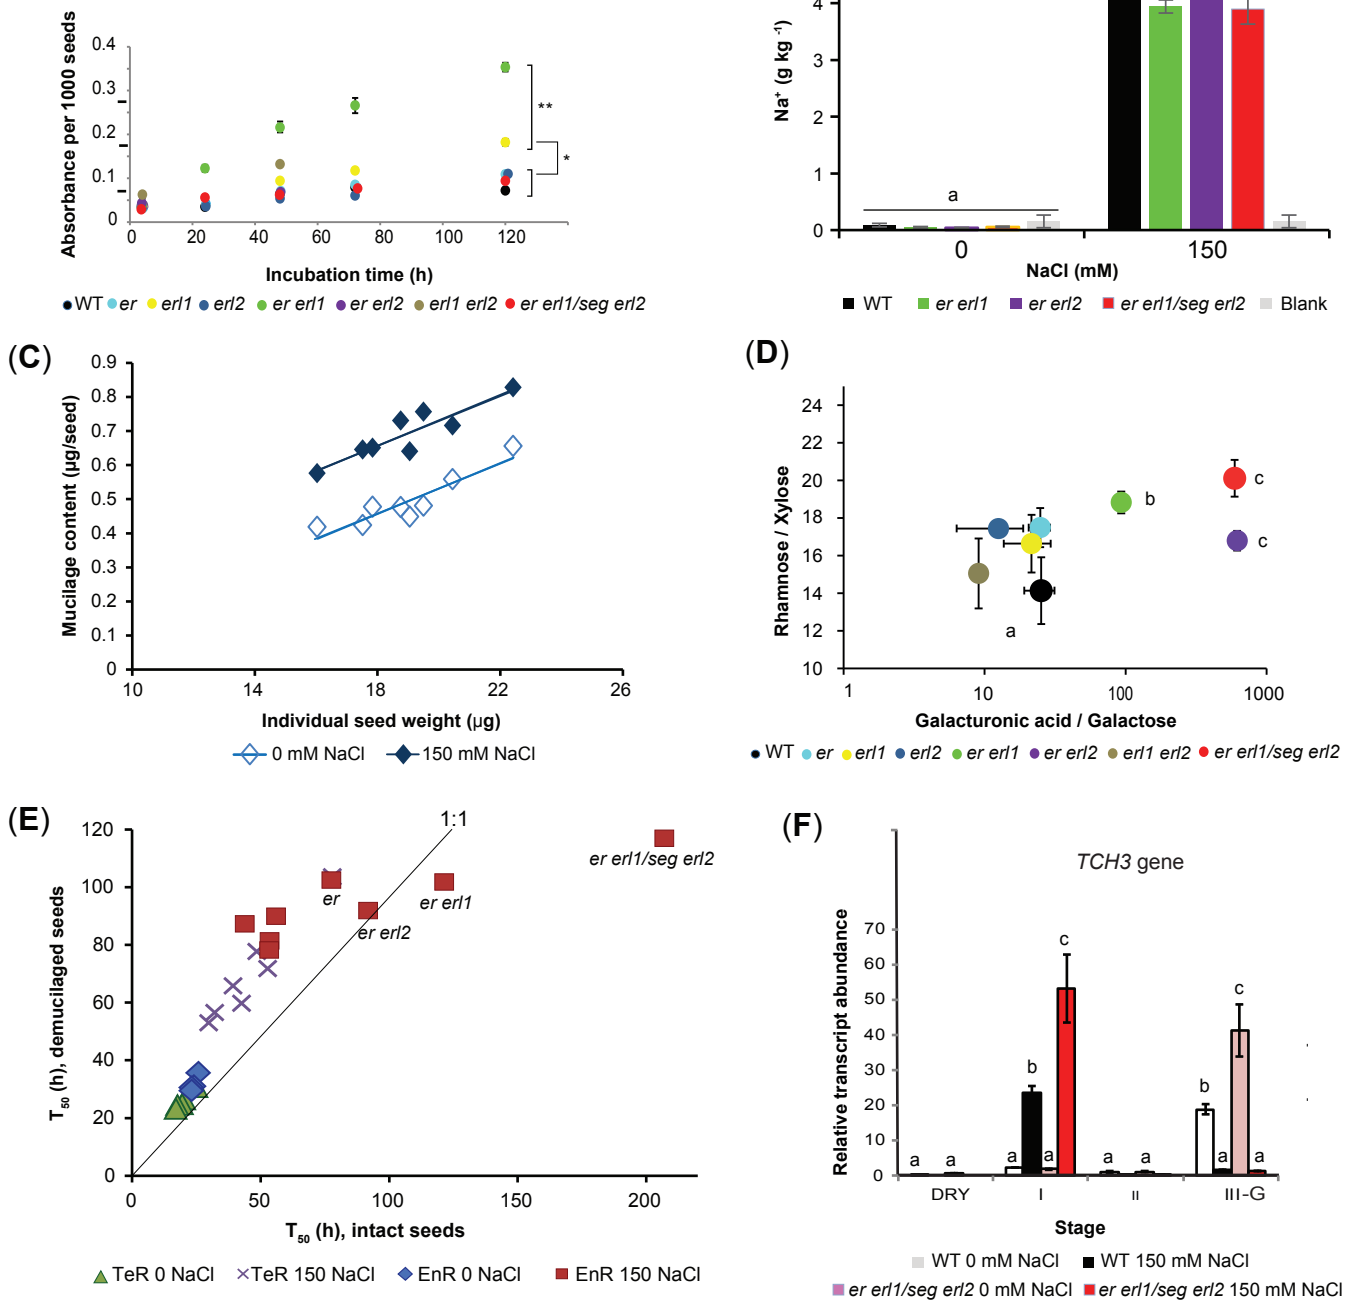 Absorbance per 1000 seeds
0.4
0.3
0.2
0.1
0
**
*
0 20 40 60 80 100 120
Incubation time (h)
WT er erl1 erl2 er erl1 er erl2 erl1 erl2 er erl1/seg erl2
Na⁺ (g kg ⁻¹)
4
2
0
a
0 150
NaCl (mM)
WT er erl1 er erl2 er erl1/seg erl2 Blank
(C)
Mucilage content (µg/seed)
0.9
0.8
0.7
0.6
0.5
0.4
0.3
0.2
0.1
0
10 14 18 22 26
Individual seed weight (µg)
0 mM NaCl 150 mM NaCl
(D)
Rhamnose / Xylose
24
22
20
18
16
14
12
10
c
b
c
a
1 10 100 1000
Galacturonic acid / Galactose
WT er erl1 erl2 er erl1 er erl2 erl1 erl2 er erl1/seg erl2
(E)
T₅₀ (h), demucilaged seeds
120
100
80
60
40
20
0
1:1
er erl1/seg erl2
er
er erl1
er erl2
0 50 100 150 200
T₅₀ (h), intact seeds
TeR 0 NaCl TeR 150 NaCl EnR 0 NaCl EnR 150 NaCl
(F)
TCH3 gene
Relative transcript abundance
70
60
50
40
30
20
10
0
a a
a b a c
a a
b a c a
DRY I II III-G
Stage
WT 0 mM NaCl WT 150 mM NaCl
er erl1/seg erl2 0 mM NaCl er erl1/seg erl2 150 mM NaCl